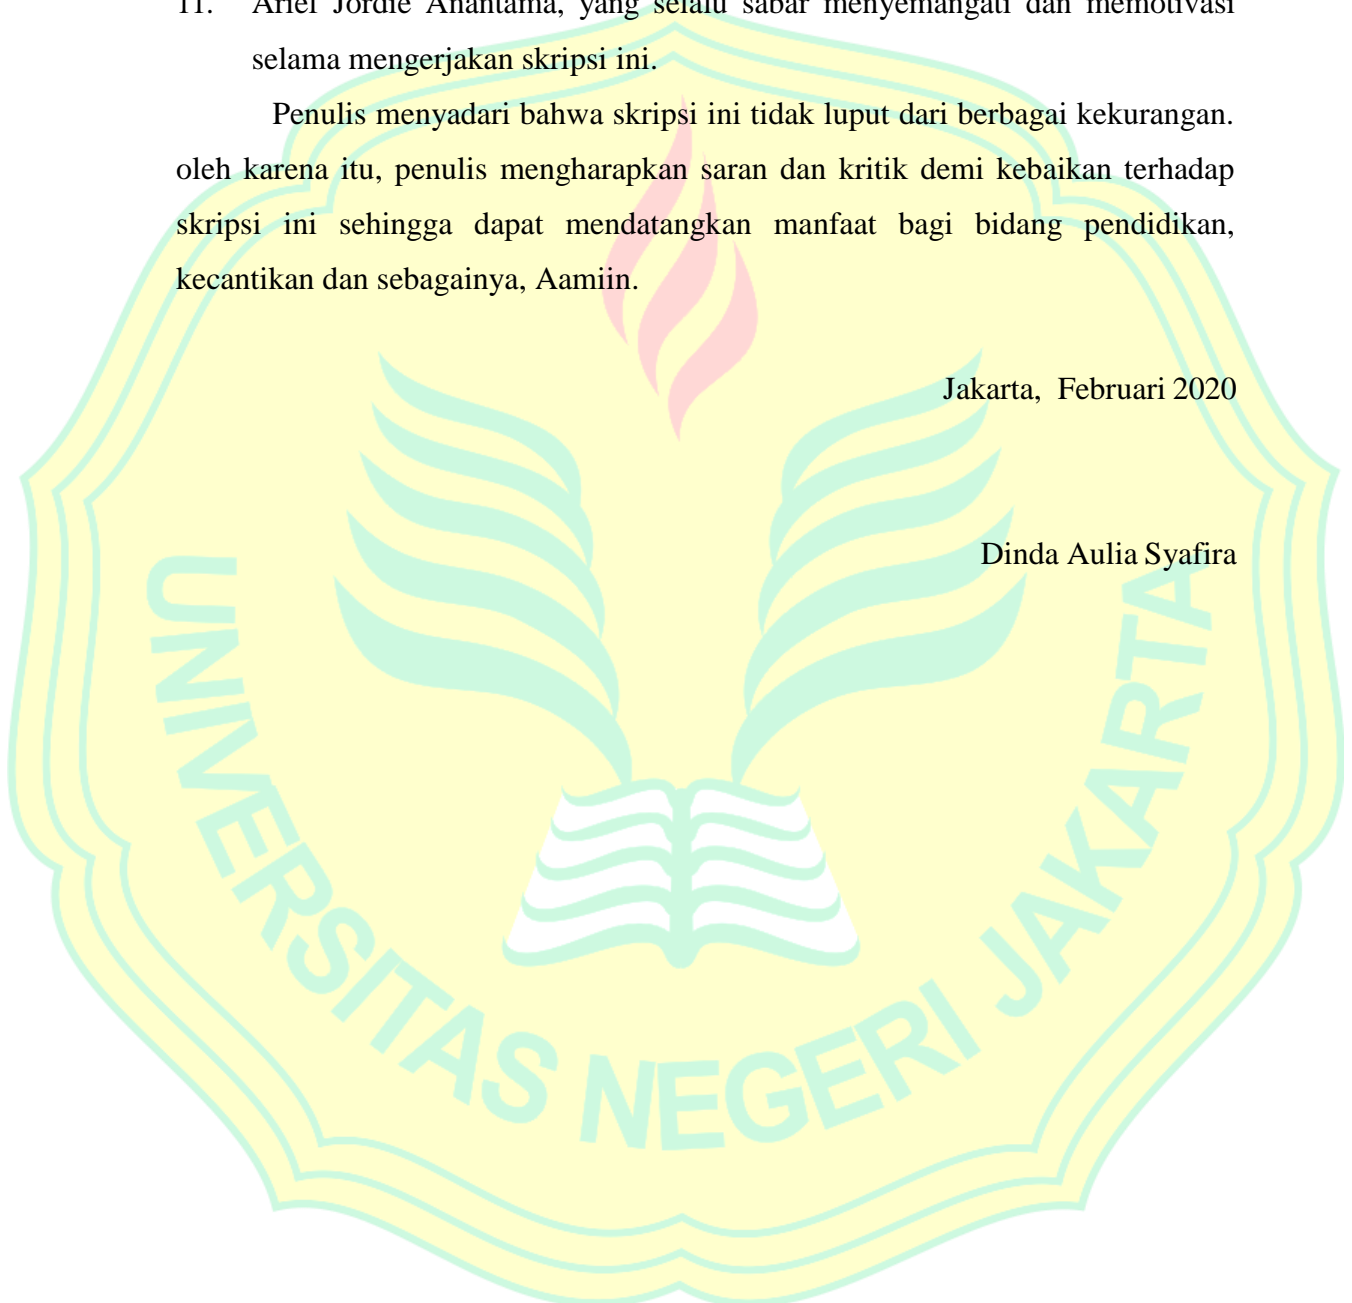 11. Ariel Jordie Anantama, yang selalu sabar menyemangati dan memotivasi
selama mengerjakan skripsi ini.
Penulis menyadari bahwa skripsi ini tidak luput dari berbagai kekurangan.
oleh karena itu, penulis mengharapkan saran dan kritik demi kebaikan terhadap
skripsi ini sehingga dapat mendatangkan manfaat bagi bidang pendidikan,
kecantikan dan sebagainya, Aamiin.
Jakarta, Februari 2020
Dinda Aulia Syafira
UNIVERSITAS NEGERI JAKARTA